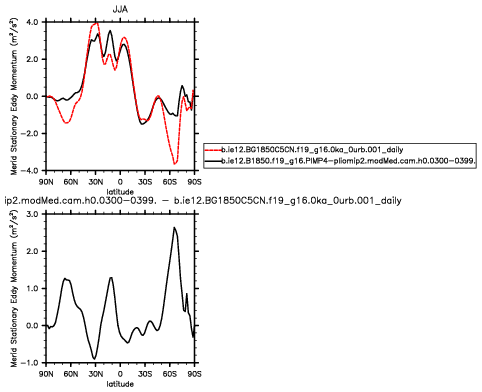 JJA
Merid Stationary Eddy Momentum (m²/s²)
4.0
2.0
0.0
−2.0
−4.0
90N 60N 30N 0 30S 60S 90S
latitude
b.ie12.BG1850C5CN.f19_g16.0ka_0urb.001_daily
b.ie12.B1850.f19_g16.PIMP4-pliomip2.modMed.cam.h0.0300-0399.
ip2.modMed.cam.h0.0300-0399. − b.ie12.BG1850C5CN.f19_g16.0ka_0urb.001_daily
Merid Stationary Eddy Momentum (m²/s²)
3.0
2.0
1.0
0.0
−1.0
90N 60N 30N 0 30S 60S 90S
latitude